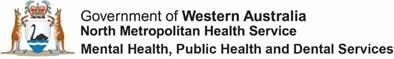 Government of Western Australia
North Metropolitan Health Service
Mental Health, Public Health and Dental Services